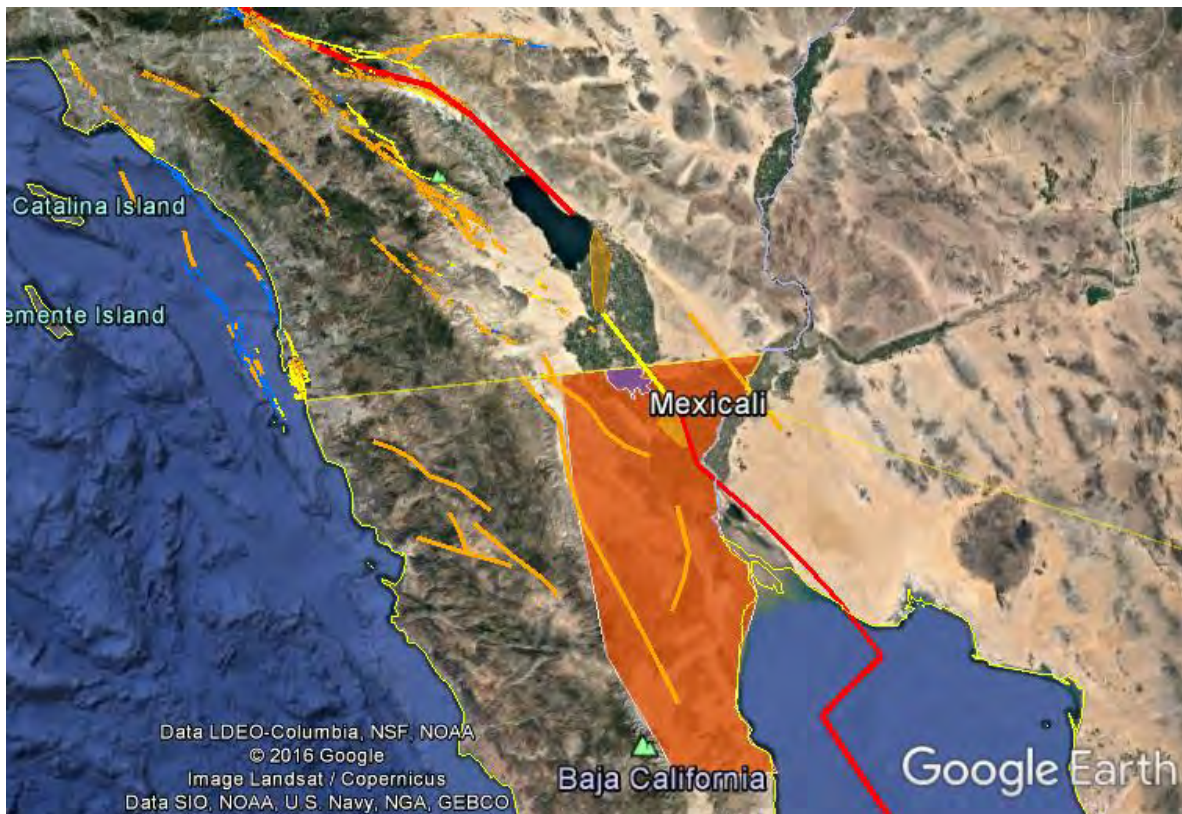 Catalina Island
emente Island
Mexicali
Data LDEO-Columbia, NSF, NOAA
© 2016 Google
Image Landsat / Copernicus
Data SIO, NOAA, U.S. Navy, NGA, GEBCO
Baja California
Google Earth